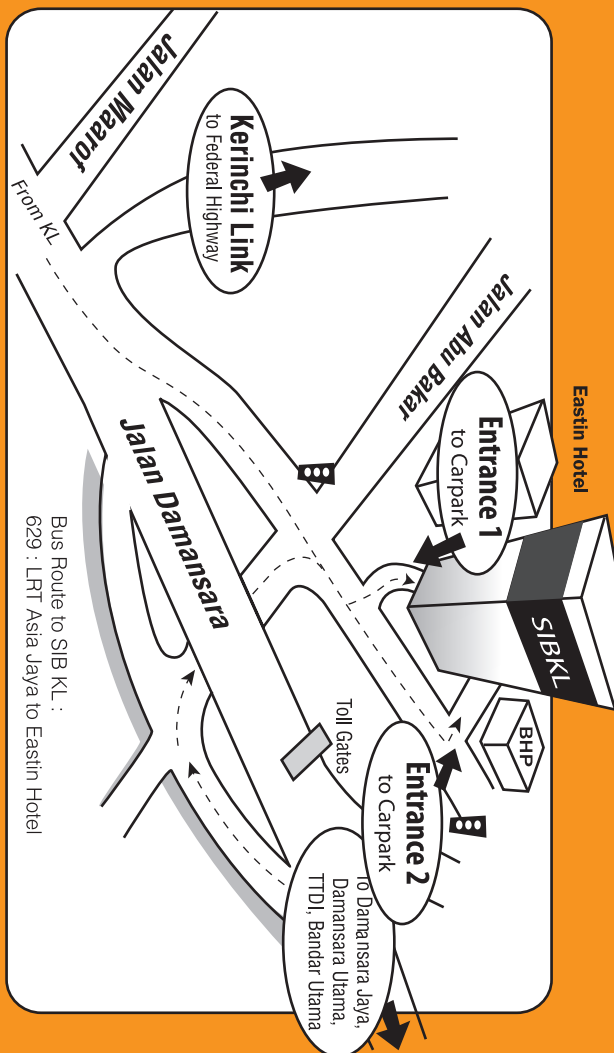 Eastin Hotel
Jalan Maarof
Kerinchi Link
to Federal Highway
From KL
Jalan Abu Bakar
Entrance 1
to Carpark
SIBKL
BHP
Jalan Damansara
Toll Gates
Entrance 2
to Carpark
To Damansara Jaya,
Damansara Utama,
TTDI, Bandar Utama
Bus Route to SIB KL :
629 : LRT Asia Jaya to Eastin Hotel